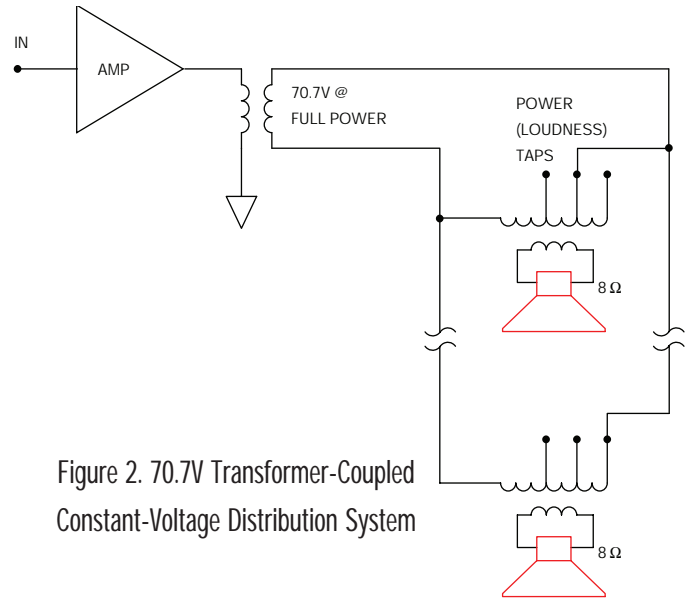 IN
AMP
70.7V @
FULL POWER
POWER
(LOUDNESS)
TAPS
8 Ω
Figure 2. 70.7V Transformer-Coupled
Constant-Voltage Distribution System
8 Ω